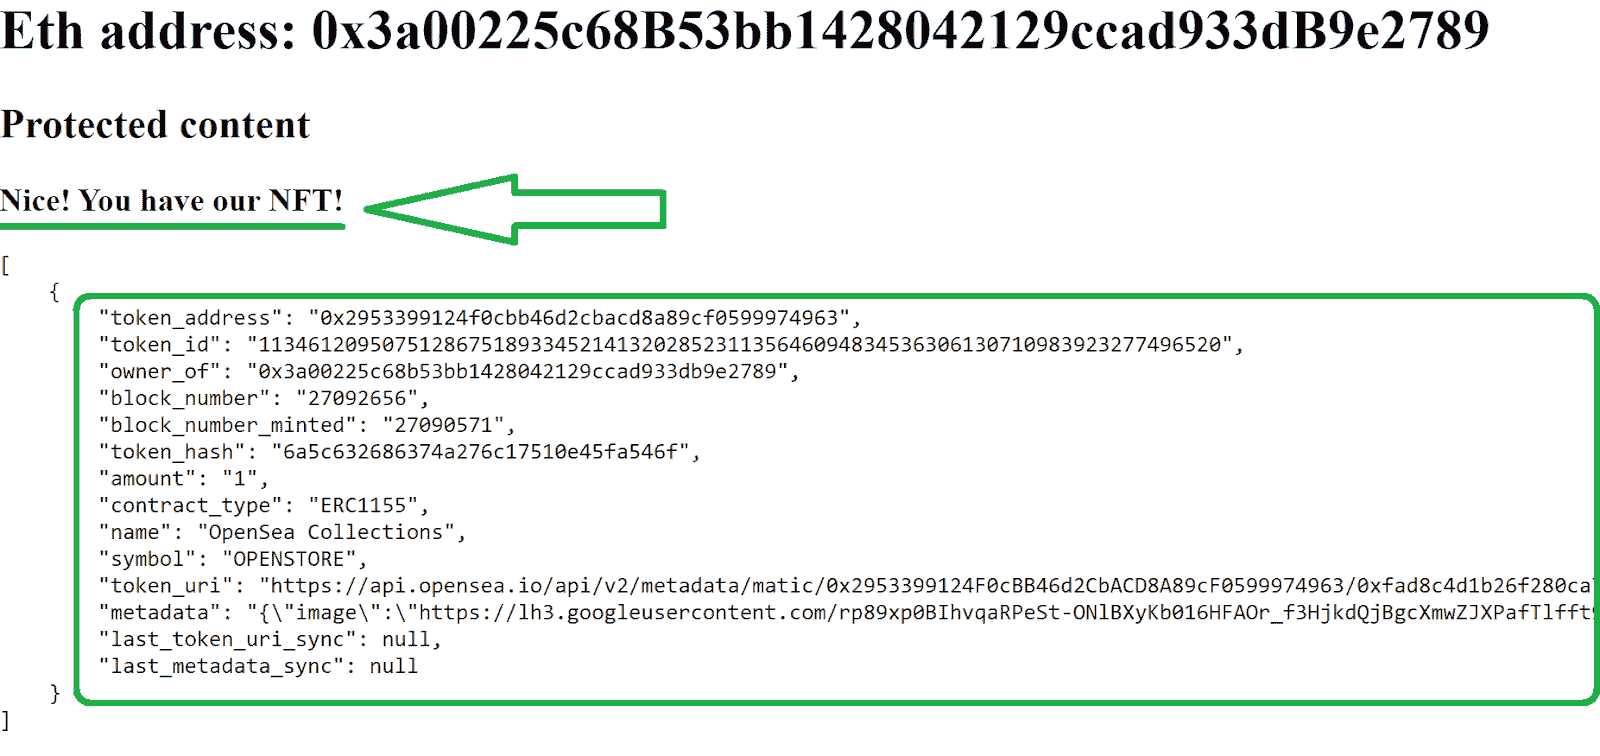 Eth address: 0x3a00225c68B53bb1428042129ccad933dB9e2789
Protected content
Nice! You have our NFT!
[
{
"token_address": "0x2953399124f0cbb46d2cbacd8a89cf0599974963",
"token_id": "113461209507512867518933452141320285231135646094834536306130710983923277496520",
"owner_of": "0x3a00225c68b53bb1428042129ccad933db9e2789",
"block_number": "27092656",
"block_number_minted": "27090571",
"token_hash": "6a5c632686374a276c17510e45fa546f",
"amount": "1",
"contract_type": "ERC1155",
"name": "OpenSea Collections",
"symbol": "OPENSTORE",
"token_uri": "https://api.opensea.io/api/v2/metadata/matic/0x2953399124F0cBB46d2CbACD8A89cF0599974963/0xfad8c4d1b26f280ca
"metadata": "{\"image\":\"https://lh3.googleusercontent.com/rp89xp0BIhvqaRPeSt-ONlBXyKb016HFAOr_f3HjkdQjBgcXmwZJXPafTlfft
"last_token_uri_sync": null,
"last_metadata_sync": null
}
]